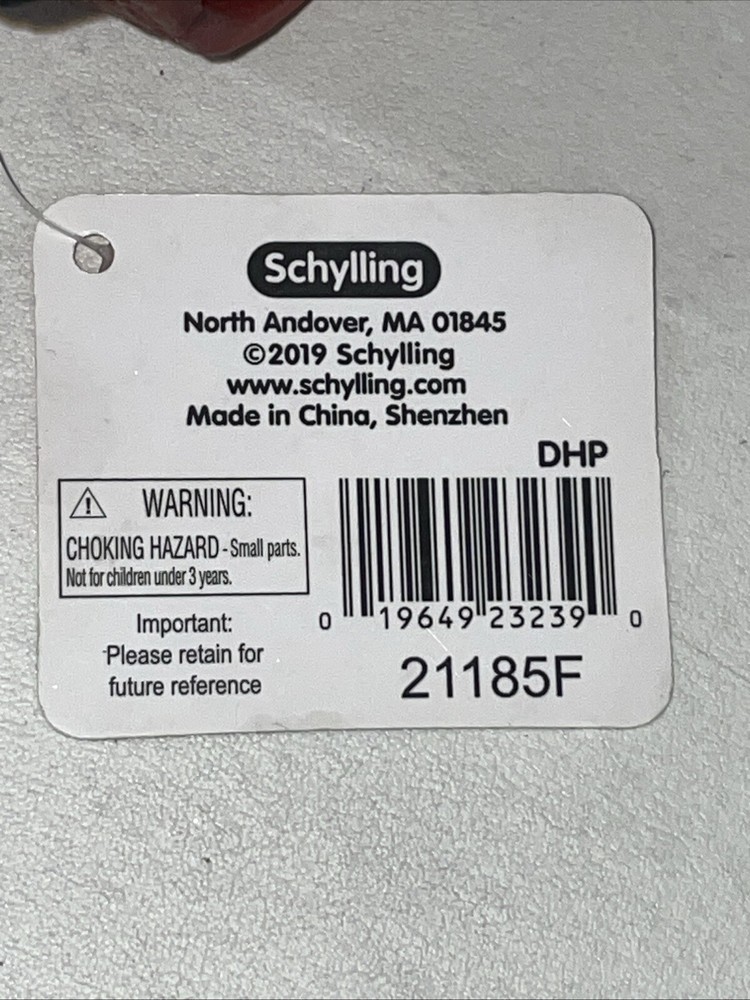 Schylling
North Andover, MA 01845
©2019 Schylling
www.schylling.com
Made in China, Shenzhen
DHP
WARNING:
CHOKING HAZARD - Small parts.
Not for children under 3 years.
Important:
Please retain for
future reference
0 19649 23239 0
21185F